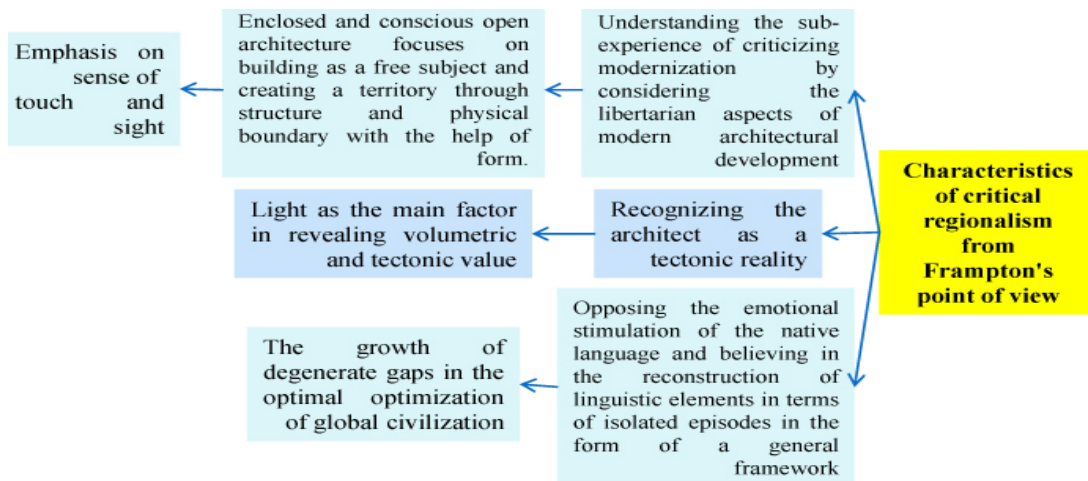 Emphasis on
sense of
touch and
sight
Enclosed and conscious open
architecture focuses on
building as a free subject and
creating a territory through
structure and physical
boundary with the help of
form.
Understanding the sub-
experience of criticizing
modernization by
considering the
libertarian aspects of
modern architectural
development
Characteristics
of critical
regionalism
from
Frampton's
point of view
Light as the main factor
in revealing volumetric
and tectonic value
Recognizing the
architect as a
tectonic reality
The growth of
degenerate gaps in the
optimal optimization
of global civilization
Opposing the emotional
stimulation of the native
language and believing in
the reconstruction of
linguistic elements in terms
of isolated episodes in the
form of a general
framework